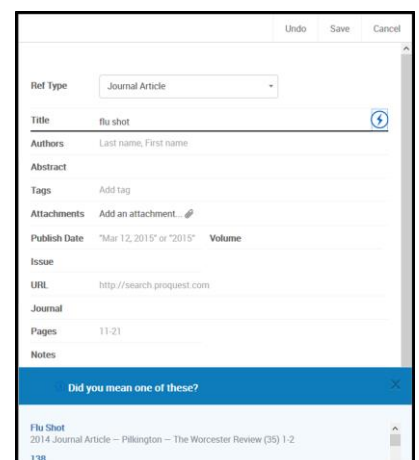 Undo Save Cancel
Ref Type Journal Article
Title flu shot
Authors Last name, First name
Abstract
Tags Add tag
Attachments Add an attachment...
Publish Date "Mar 12, 2015" or "2015" Volume
Issue
URL http://search.proquest.com
Journal
Pages 11-21
Notes
Did you mean one of these?
Flu Shot
2014 Journal Article — Pilkington — The Worcester Review (35) 1-2
138